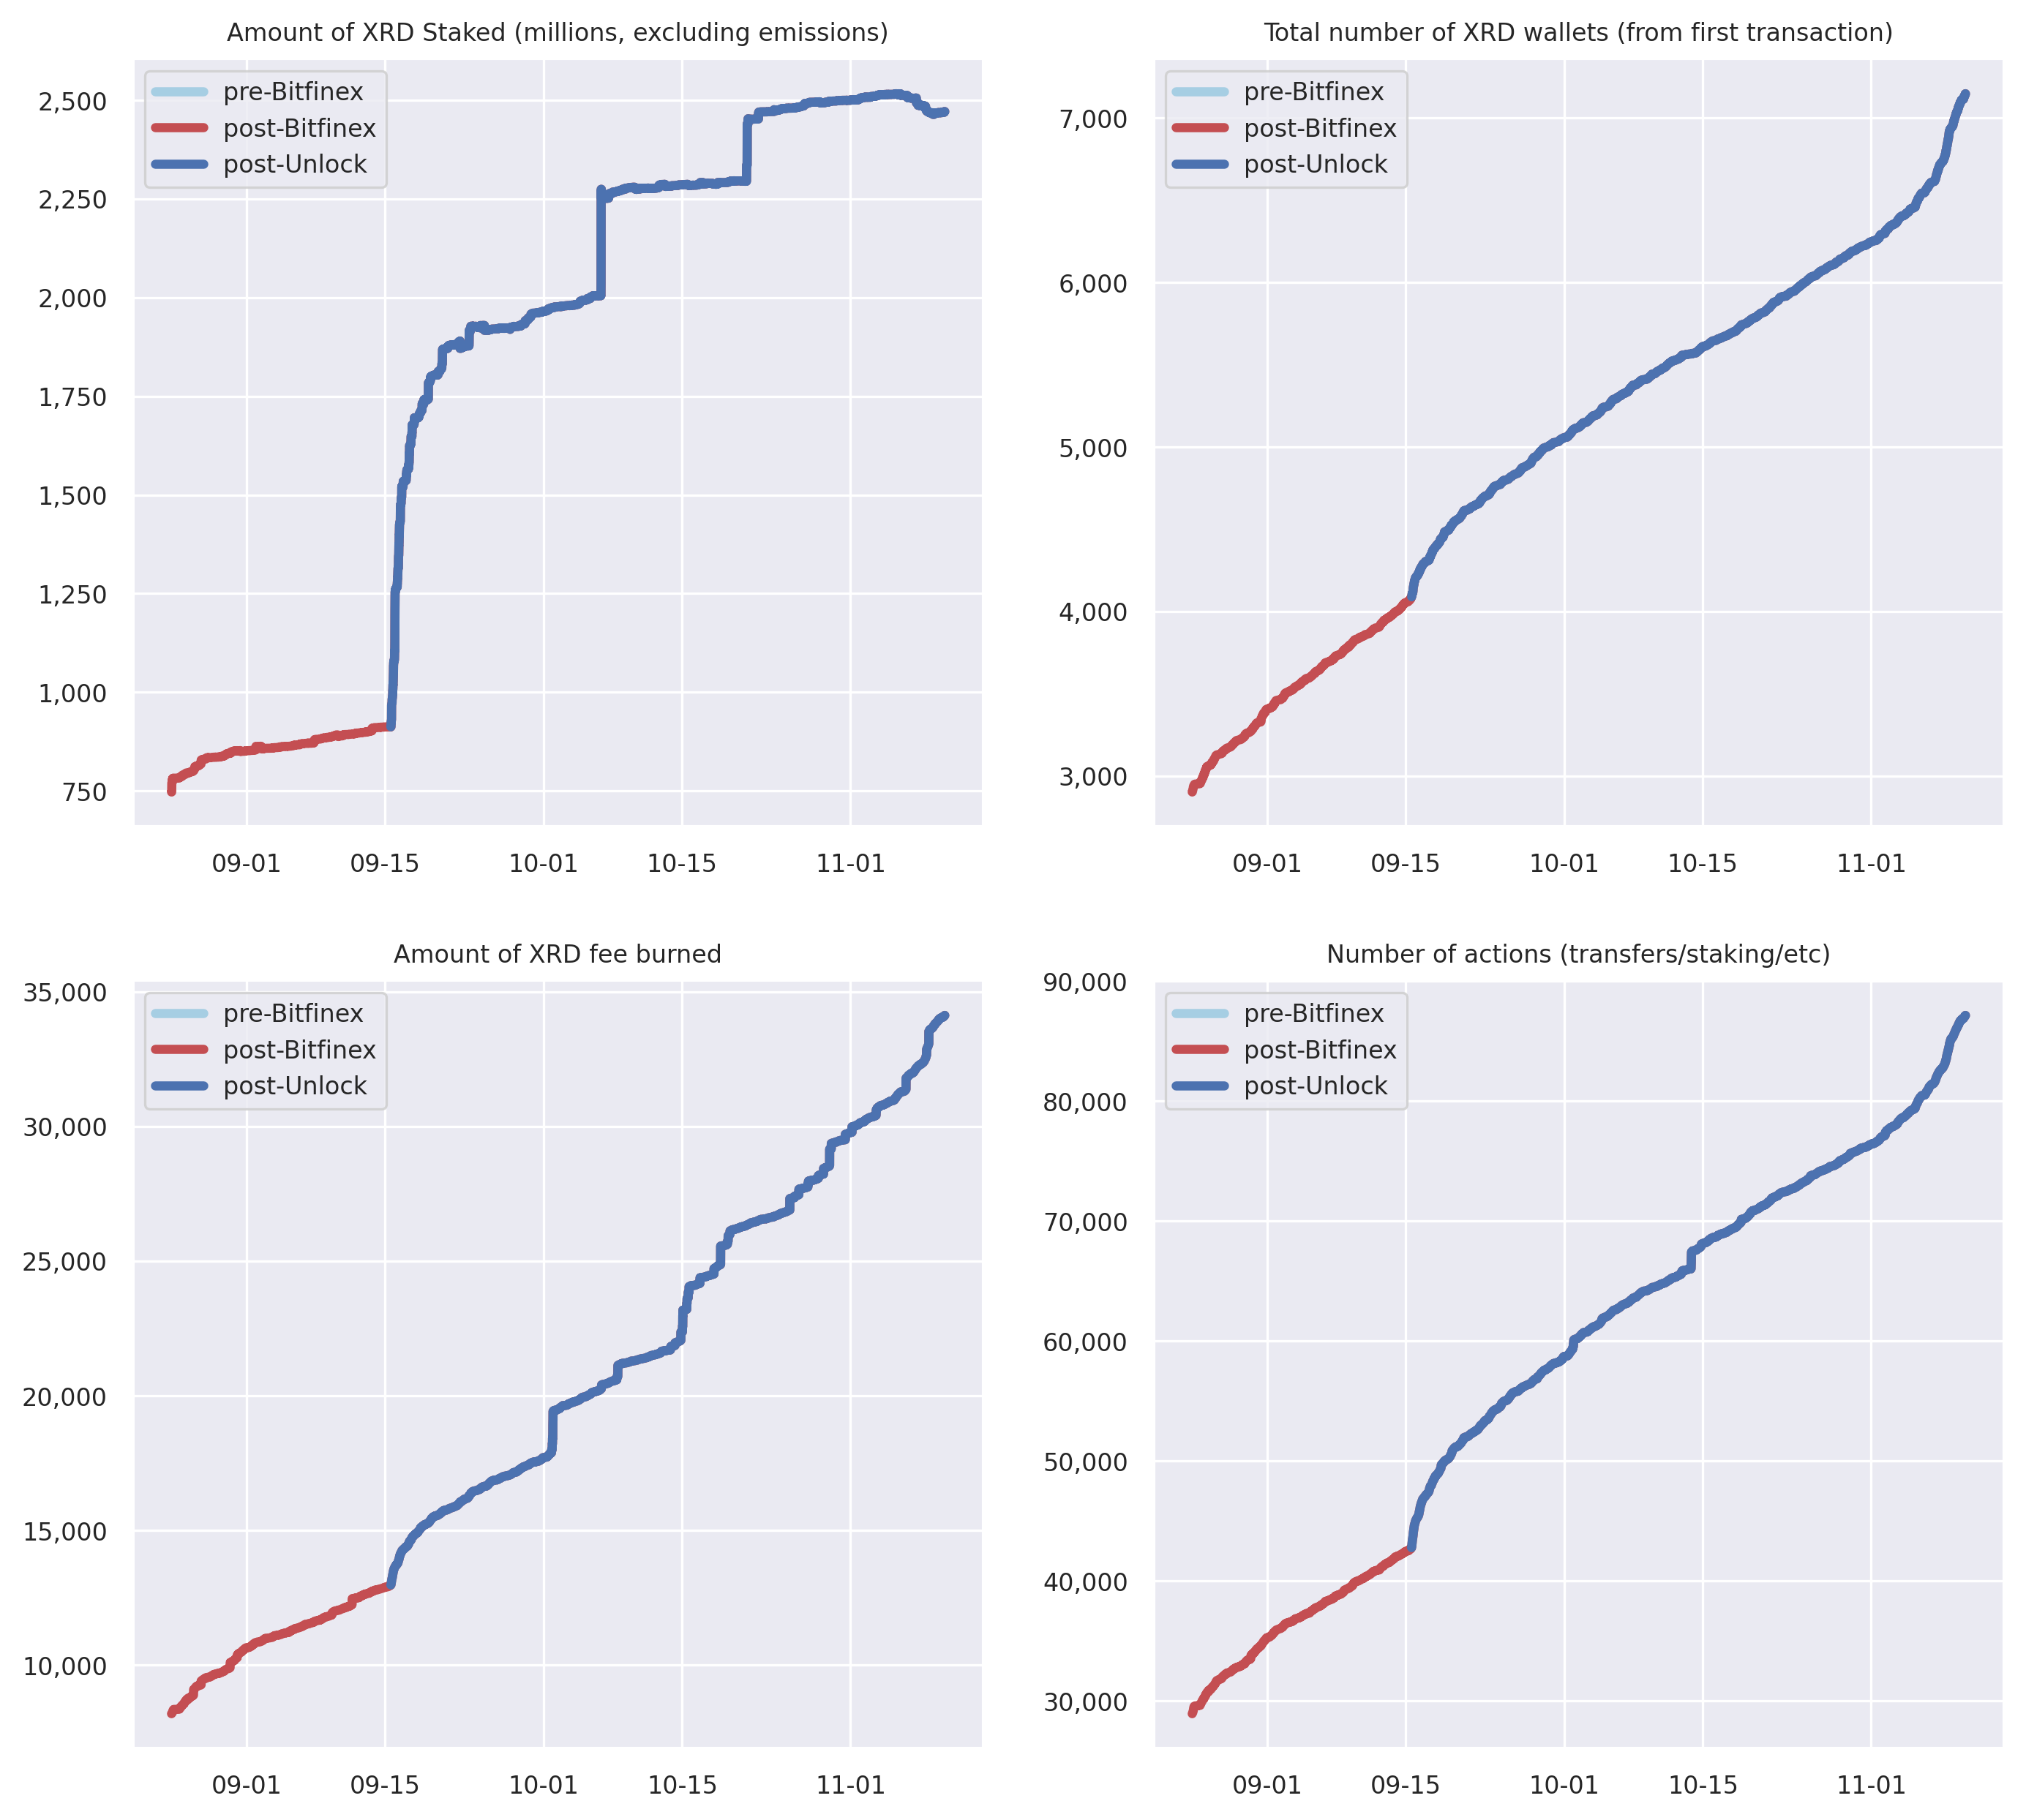 Amount of XRD Staked (millions, excluding emissions)
pre-Bitfinex
post-Bitfinex
post-Unlock
2,500
2,250
2,000
1,750
1,500
1,250
1,000
750
09-01 09-15 10-01 10-15 11-01
Total number of XRD wallets (from first transaction)
pre-Bitfinex
post-Bitfinex
post-Unlock
7,000
6,000
5,000
4,000
3,000
09-01 09-15 10-01 10-15 11-01
Amount of XRD fee burned
pre-Bitfinex
post-Bitfinex
post-Unlock
35,000
30,000
25,000
20,000
15,000
10,000
09-01 09-15 10-01 10-15 11-01
Number of actions (transfers/staking/etc)
pre-Bitfinex
post-Bitfinex
post-Unlock
90,000
80,000
70,000
60,000
50,000
40,000
30,000
09-01 09-15 10-01 10-15 11-01